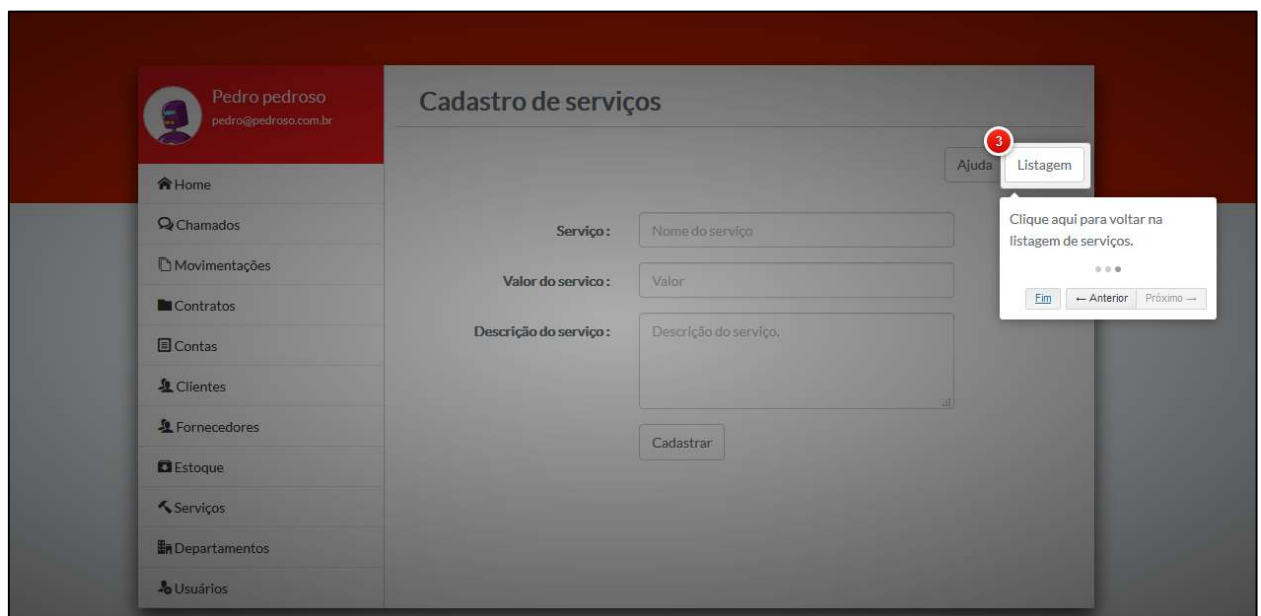 Pedro pedroso
pedro@pedroso.com.br
Home
Chamados
Movimentações
Contratos
Contas
Clientes
Fornecedores
Estoque
Serviços
Departamentos
Usuários
Cadastro de serviços
Ajuda
3
Listagem
Clique aqui para voltar na
listagem de serviços.
Fim
← Anterior
Próximo →
Serviço :
Nome do serviço
Valor do servico :
Valor
Descrição do serviço :
Descrição do serviço.
Cadastrar